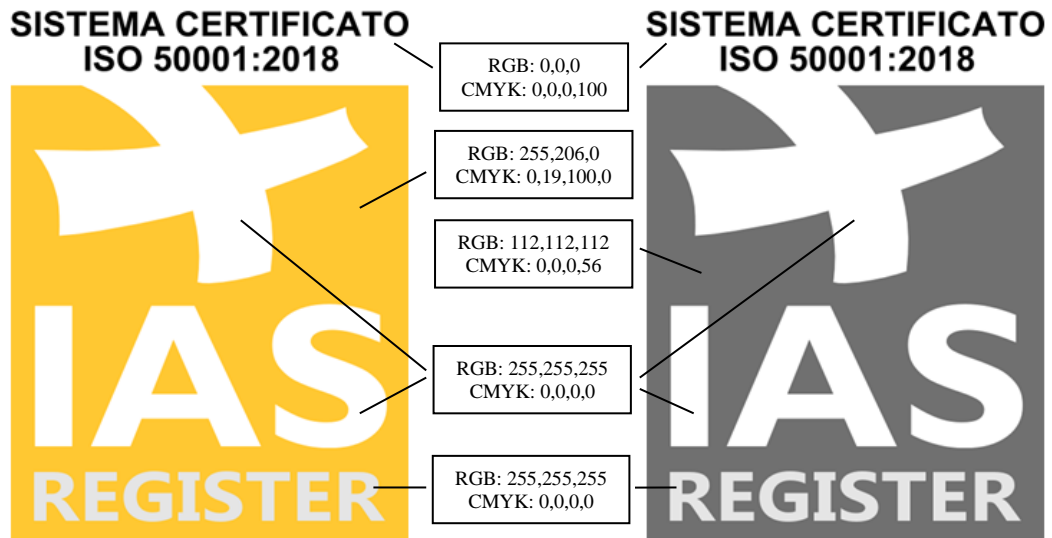 SISTEMA CERTIFICATO
ISO 50001:2018
IAS
REGISTER
RGB: 0,0,0
CMYK: 0,0,0,100
RGB: 255,206,0
CMYK: 0,19,100,0
RGB: 112,112,112
CMYK: 0,0,0,56
RGB: 255,255,255
CMYK: 0,0,0,0
RGB: 255,255,255
CMYK: 0,0,0,0
SISTEMA CERTIFICATO
ISO 50001:2018
IAS
REGISTER